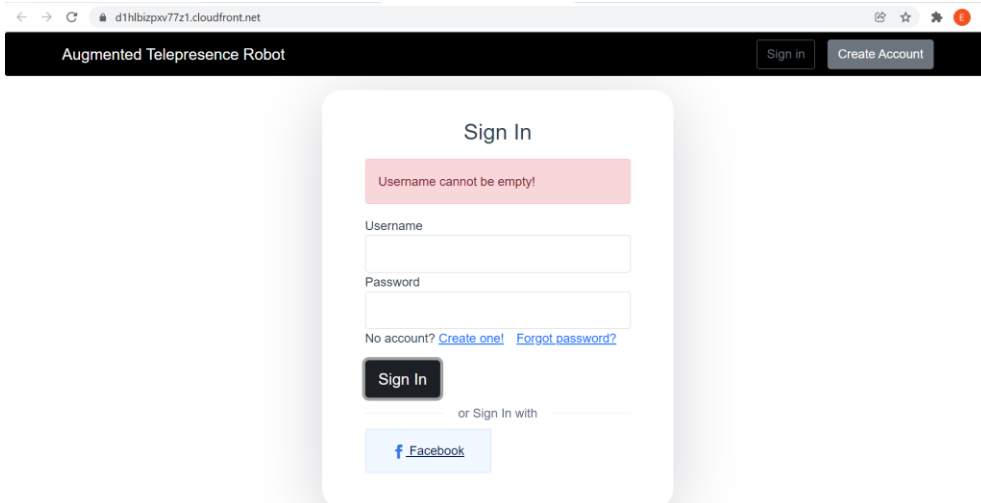 d1hlbizpxv77z1.cloudfront.net
E
Augmented Telepresence Robot
Sign in
Create Account
Sign In
Username cannot be empty!
Username
Password
No account? Create one! Forgot password?
Sign In
or Sign In with
Facebook